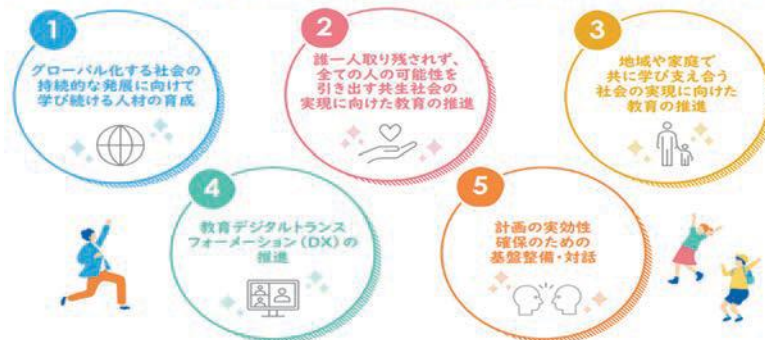 1
グローバル化する社会の
持続的な発展に向けて
学び続ける人材の育成
2
誰一人取り残されず、
全ての人の可能性を
引き出す共生社会の
実現に向けた教育の推進
3
地域や家庭で
共に学び支え合う
社会の実現に向けた
教育の推進
4
教育デジタルトランス
フォーメーション(DX)の
推進
5
計画の実効性
確保のための
基盤整備・対話